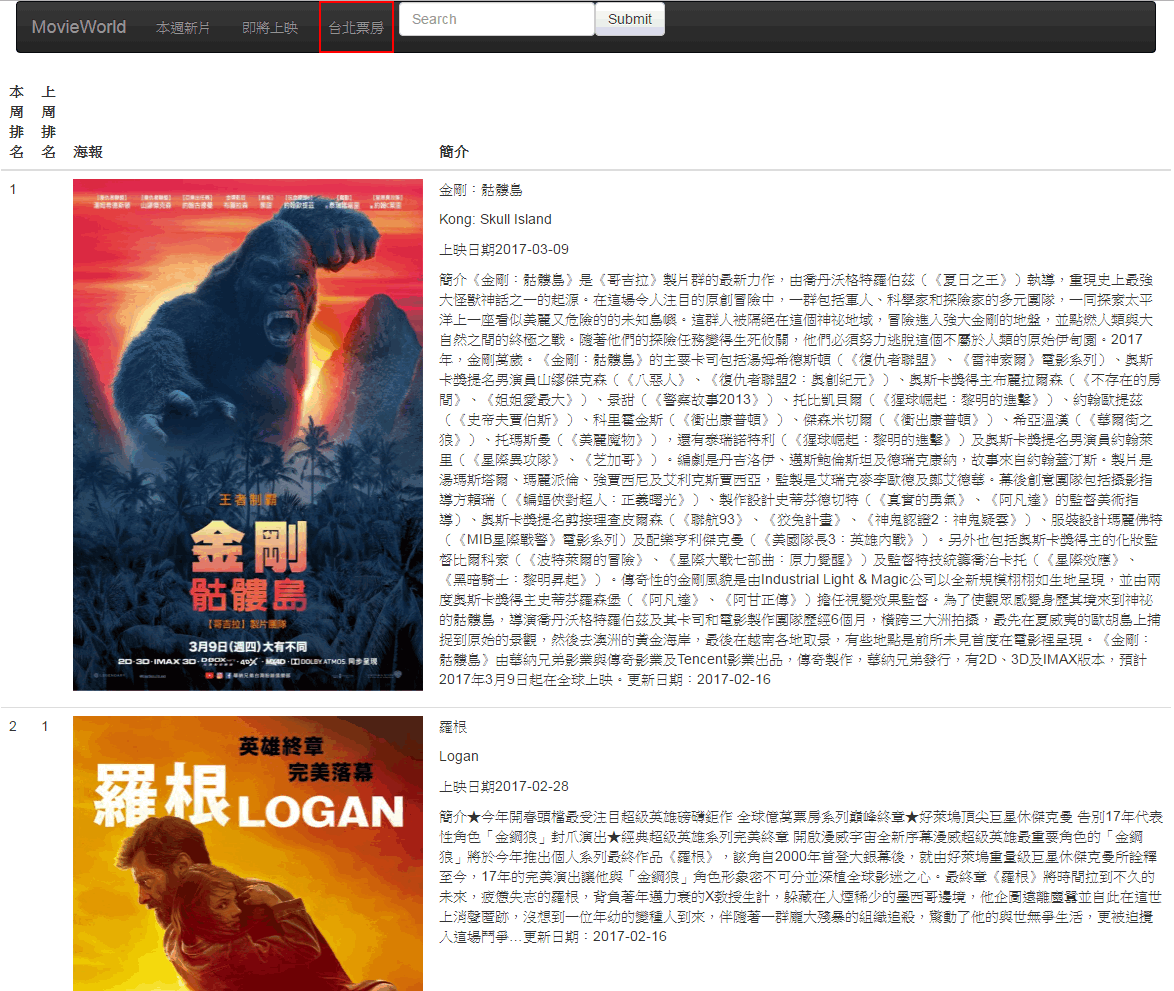 MovieWorld 本週新片 即將上映 台北票房 Search Submit
本周排名 上周排名 海報 簡介
1
王者制霸
金剛
骷髏島
【哥吉拉】製片團隊
3月9日(週四)大有不同
2D·3D·IMAX 3D
DOLBY ATMOS 同步呈現
金剛：骷髏島
Kong: Skull Island
上映日期2017-03-09
簡介《金剛：骷髏島》是《哥吉拉》製片群的最新力作，由喬丹沃格特羅伯茲（《夏日之王》）執導，重現史上最強
大怪獸神話之一的起源。在這場令人注目的原創冒險中，一群包括軍人、科學家和探險家的多元團隊，一同探索太平
洋上一座看似美麗又危險的的未知島嶼。這群人被隔絕在這個神祕地域，冒險進入強大金剛的地盤，並點燃人類與大
自然之間的終極之戰。隨著他們的探險任務變得生死攸關，他們必須努力逃脫這個不屬於人類的原始伊甸園。2017
年，金剛萬歲。《金剛：骷髏島》的主要卡司包括湯姆希德斯頓（《復仇者聯盟》、《雷神索爾》電影系列）、奧斯
卡獎提名男演員山繆傑克森（《八惡人》、《復仇者聯盟2：奧創紀元》）、奧斯卡獎得主布麗拉爾森（《不存在的房
間》、《姐姐愛最大》）、景甜（《警察故事2013》）、托比凱貝爾（《猩球崛起：黎明的進擊》）、約翰歐提茲
（《史帝夫賈伯斯》）、科里霍金斯（《衝出康普頓》）、傑森米切爾（《衝出康普頓》）、希亞溫漢（《華爾街之
狼》）、托瑪斯曼（《美麗魔物》），還有泰瑞諾特利（《猩球崛起：黎明的進擊》）及奧斯卡獎提名男演員約翰萊
里（《星際異攻隊》、《芝加哥》）。編劇是丹吉洛伊、邁斯鮑倫斯坦及德瑞克康納，故事來自約翰蓋汀斯。製片是
湯瑪斯塔爾、瑪麗派倫、強賈西尼及艾利克斯賈西亞，監製是艾瑞克麥李歐德及鄭艾德華。幕後創意團隊包括攝影指
導方賴瑞（《蝙蝠俠對超人：正義曙光》）、製作設計史蒂芬德切特（《真實的勇氣》、《阿凡達》的監督美術指
導）、奧斯卡獎提名剪接理查皮爾森（《聯航93》、《狡兔計畫》、《神鬼認證2：神鬼疑雲》）、服裝設計瑪麗佛特
（《MIB星際戰警》電影系列）及配樂亨利傑克曼（《美國隊長3：英雄內戰》）。另外也包括奧斯卡獎得主的化妝監
督比爾科索（《波特萊爾的冒險》、《星際大戰七部曲：原力覺醒》）及監督特技統籌喬治卡托（《星際效應》、
《黑暗騎士：黎明昇起》）。傳奇性的金剛風貌是由Industrial Light & Magic公司以全新規模栩栩如生地呈現，並由兩
度奧斯卡獎得主史蒂芬羅森堡（《阿凡達》、《阿甘正傳》）擔任視覺效果監督。為了使觀眾感覺身歷其境來到神祕
的骷髏島，導演喬丹沃格特羅伯茲及其卡司和電影製作團隊歷經6個月，橫跨三大洲拍攝，最先在夏威夷的歐胡島上捕
捉到原始的景觀，然後去澳洲的黃金海岸，最後在越南各地取景，有些地點是前所未見首度在電影裡呈現。《金剛：
骷髏島》由華納兄弟影業與傳奇影業及Tencent影業出品，傳奇製作，華納兄弟發行，有2D、3D及IMAX版本，預計
2017年3月9日起在全球上映。更新日期：2017-02-16
2 1
英雄終章
完美落幕
羅根LOGAN
羅根
Logan
上映日期2017-02-28
簡介★今年開春頭檔最受注目超級英雄磅礡鉅作 全球億萬票房系列巔峰終章★好萊塢頂尖巨星休傑克曼 告別17年代表
性角色「金鋼狼」封爪演出★經典超級英雄系列完美終章 開啟漫威宇宙全新序幕漫威超級英雄最重要角色的「金鋼
狼」將於今年推出個人系列最終作品《羅根》，該角自2000年首登大銀幕後，就由好萊塢重量級巨星休傑克曼所詮釋
至今，17年的完美演出讓他與「金鋼狼」角色形象密不可分並深植全球影迷之心。最終章《羅根》將時間拉到不久的
未來，疲憊失志的羅根，背負著年邁力衰的X教授生計，躲藏在人煙稀少的墨西哥邊境，他企圖遠離塵囂並自此在這世
上消聲匿跡，沒想到一位年幼的變種人到來，伴隨著一群龐大殘暴的組織追殺，驚動了他的與世無爭生活，更被迫攪
入這場鬥爭...更新日期：2017-02-16